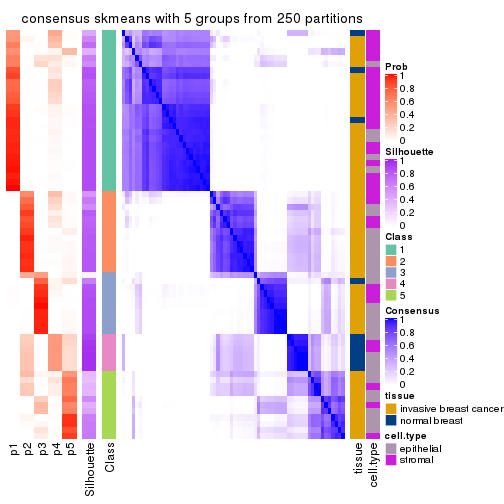 consensus skmeans with 5 groups from 250 partitions
Prob
1
0.8
0.6
0.4
0.2
0
Silhouette
1
0.8
0.6
0.4
0.2
0
Class
1
2
3
4
5
Consensus
1
0.8
0.6
0.4
0.2
0
tissue
invasive breast cancer
normal breast
cell.type
epithelial
stromal
p1
p2
p3
p4
p5
Silhouette
Class
tissue
cell.type